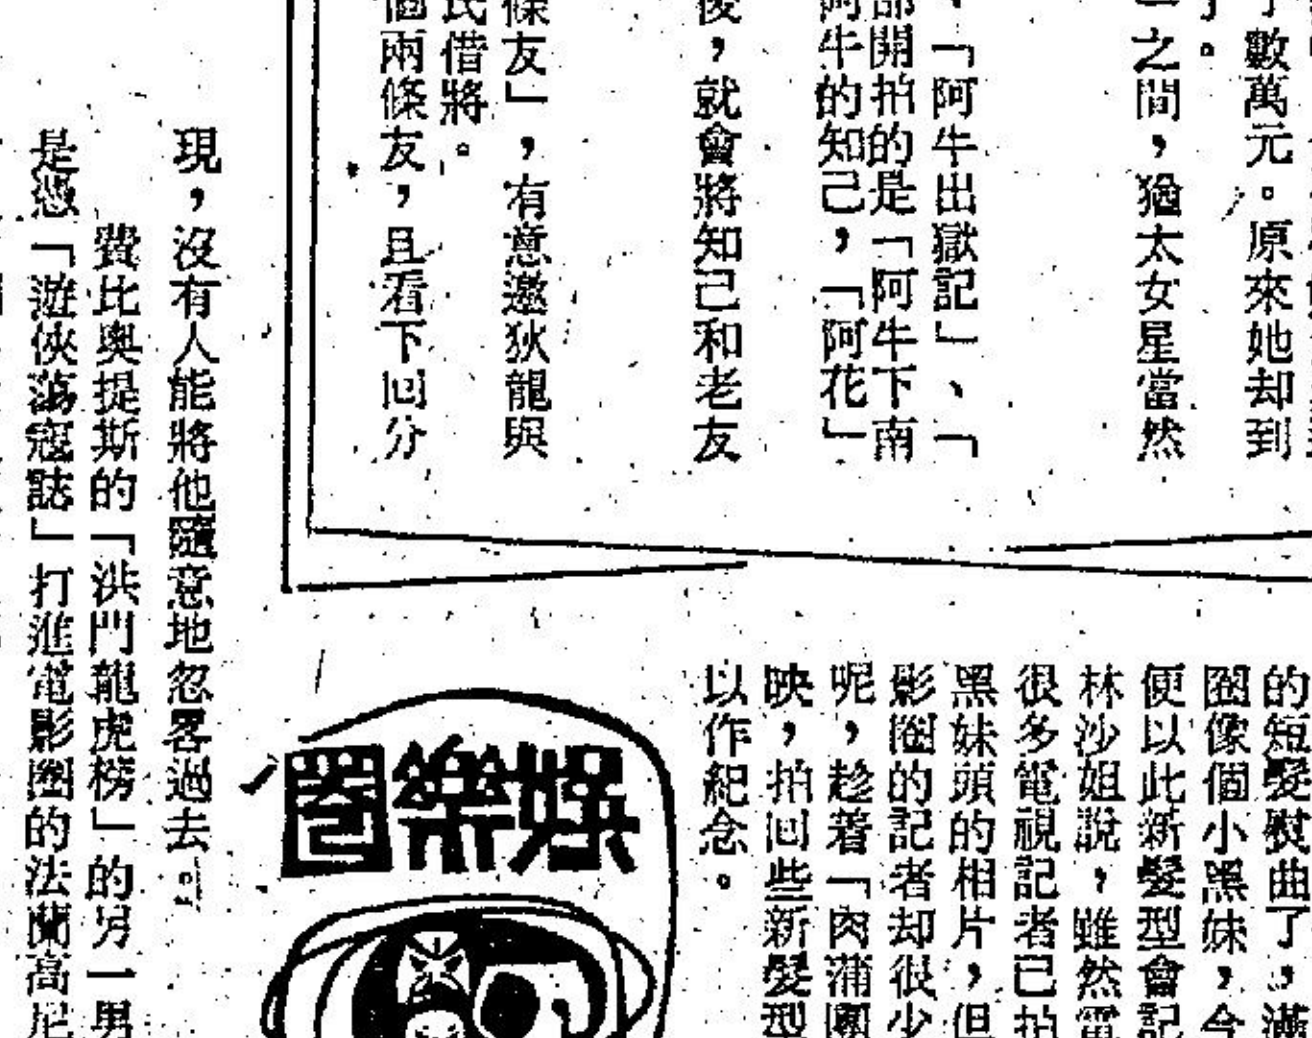 數萬元。原來她却到
之間，猶太女星當然
「阿牛出獄記」、「
部開拍的是「阿牛下南
阿牛的知己，「阿花」
後，就會將知己和老友
條友」，有意邀狄龍與
民借將。
個兩條友，且看下回分
的短髮熨曲了，滿
圈像個小黑妹，今
便以此新髮型會記
林沙姐說，雖然電
很多電視記者已拍
黑妹頭的相片，但
影圈的記者却很少
呢，趁着「肉蒲團
映，拍回些新髮型
以作紀念。
娛樂圈
現，沒有人能將他隨意地忽畧過去。
費比奧提斯的「洪門龍虎榜」的另一男
是憑「遊俠蕩寇誌」打進電影圈的法蘭高尼